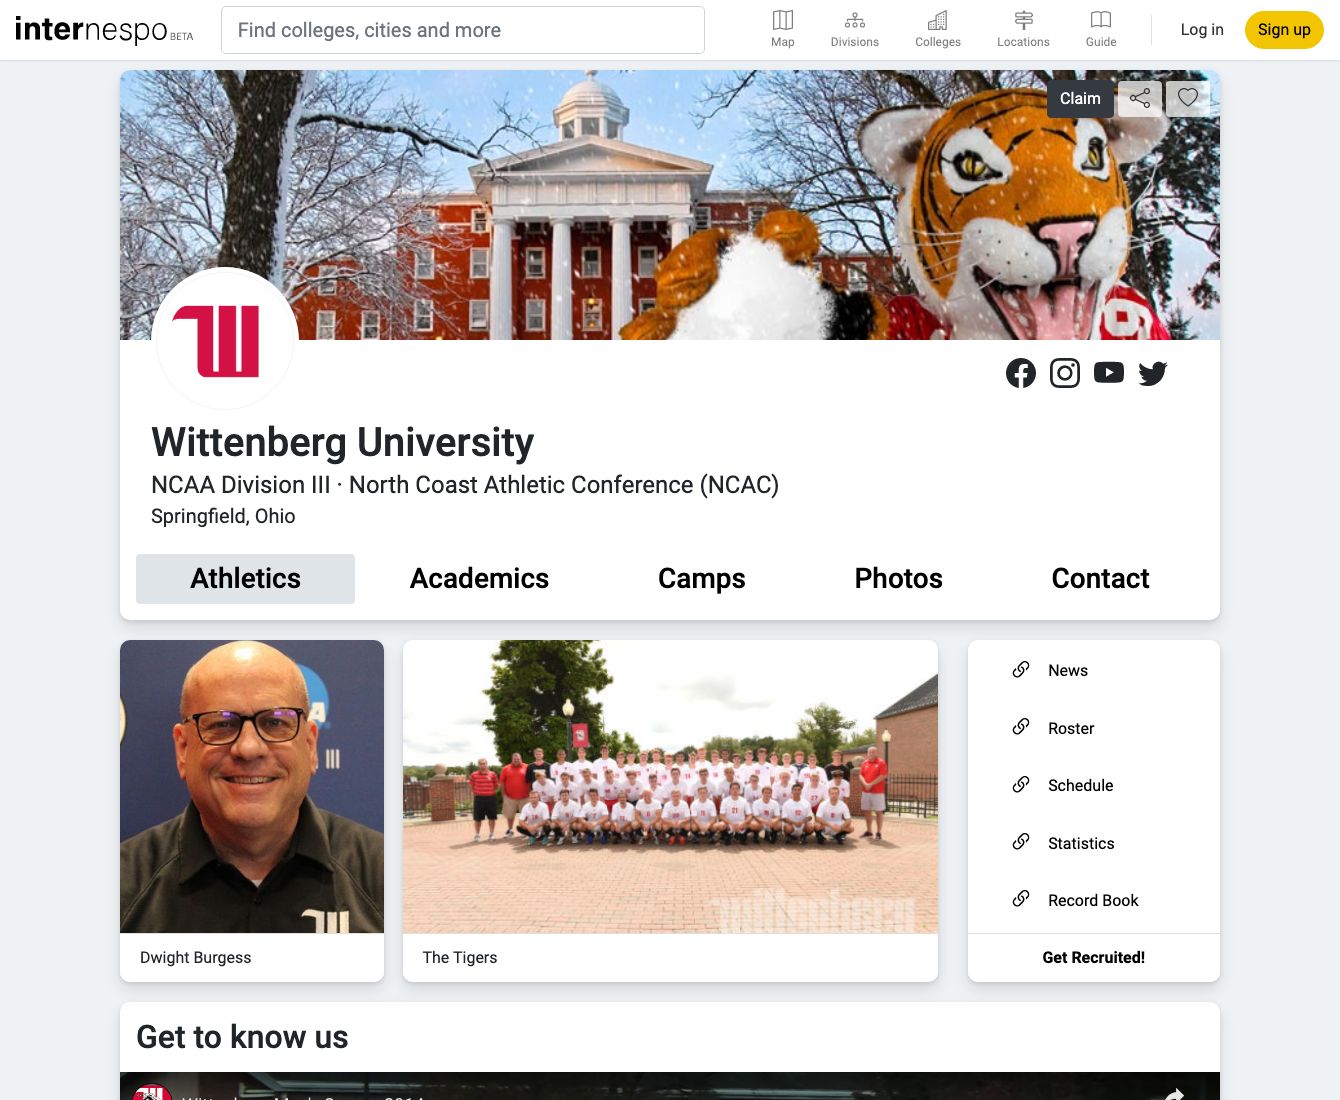 internespo BETA
Find colleges, cities and more
Map
Divisions
Colleges
Locations
Guide
Log in
Sign up
Claim
Wittenberg University
NCAA Division III · North Coast Athletic Conference (NCAC)
Springfield, Ohio
Athletics
Academics
Camps
Photos
Contact
III
wittenberg
Dwight Burgess
The Tigers
News
Roster
Schedule
Statistics
Record Book
Get Recruited!
Get to know us